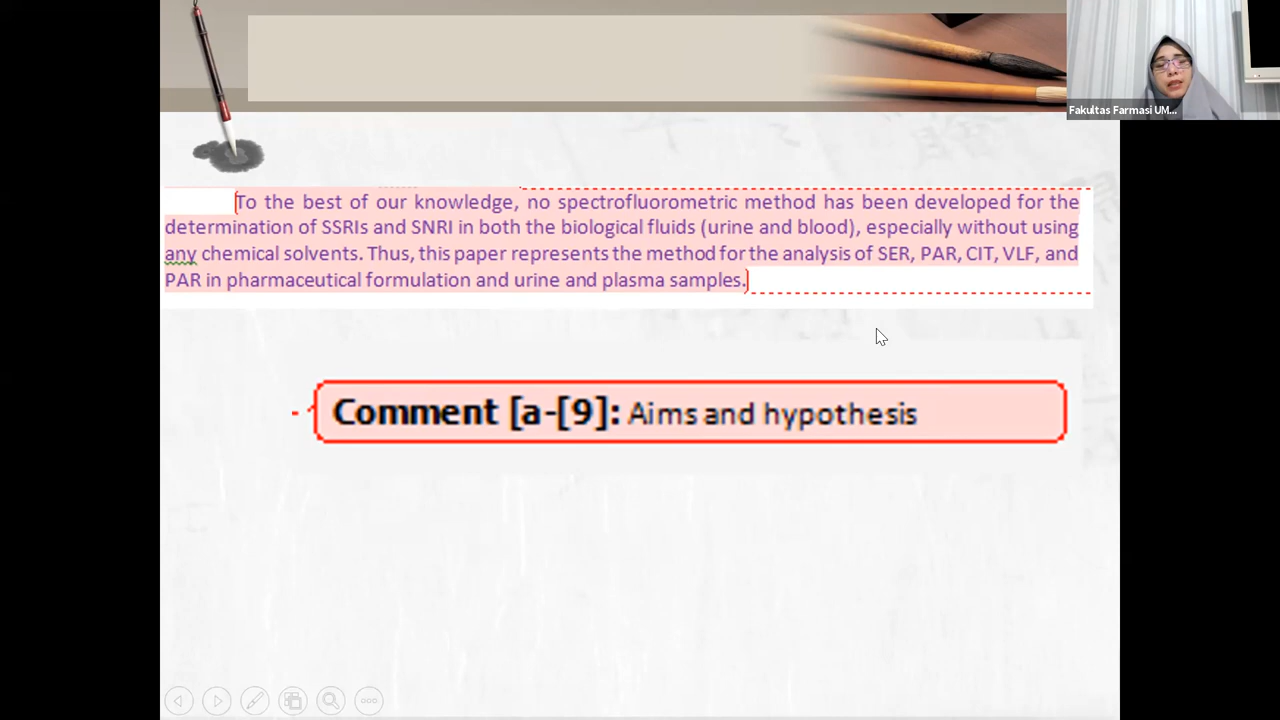 Fakultas Farmasi UM...
To the best of our knowledge, no spectrofluorometric method has been developed for the
determination of SSRIs and SNRI in both the biological fluids (urine and blood), especially without using
any chemical solvents. Thus, this paper represents the method for the analysis of SER, PAR, CIT, VLF, and
PAR in pharmaceutical formulation and urine and plasma samples.
Comment [a-[9]: Aims and hypothesis